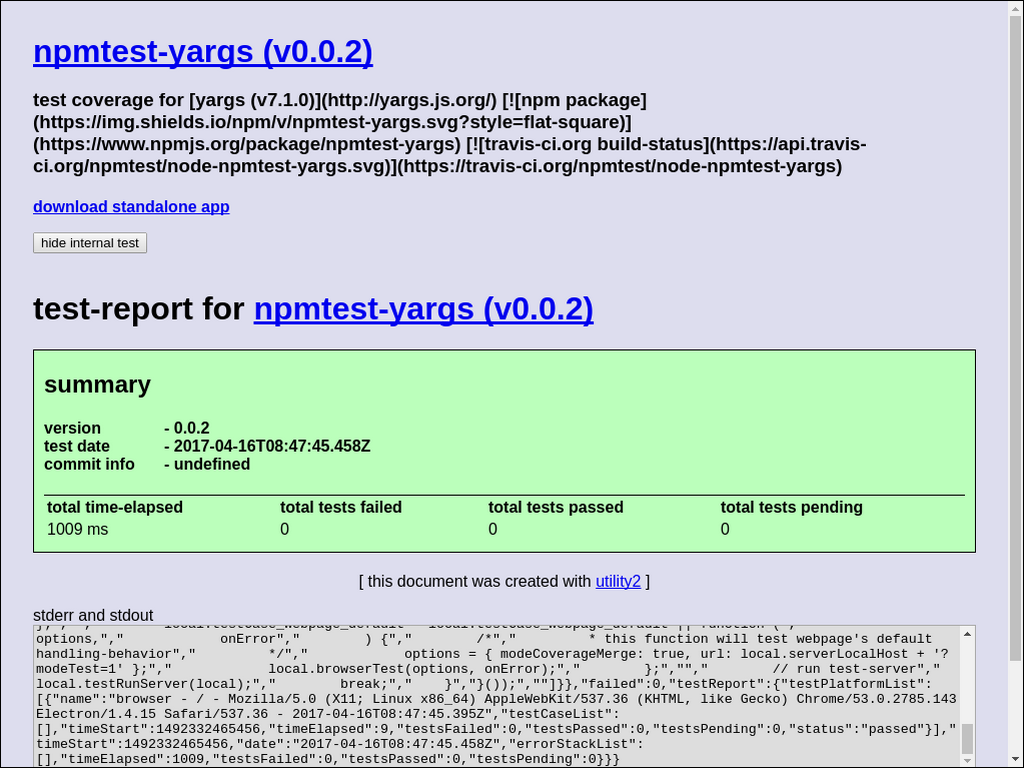 npmtest-yargs (v0.0.2)
test coverage for [yargs (v7.1.0)](http://yargs.js.org/) [![npm package]
(https://img.shields.io/npm/v/npmtest-yargs.svg?style=flat-square)]
(https://www.npmjs.org/package/npmtest-yargs) [![travis-ci.org build-status](https://api.travis-
ci.org/npmtest/node-npmtest-yargs.svg)](https://travis-ci.org/npmtest/node-npmtest-yargs)
download standalone app
hide internal test
test-report for npmtest-yargs (v0.0.2)
summary
version - 0.0.2
test date - 2017-04-16T08:47:45.458Z
commit info - undefined
total time-elapsed total tests failed total tests passed total tests pending
1009 ms 0 0 0
[ this document was created with utility2 ]
stderr and stdout
options,"," onError"," ) {"," /*"," * this function will test webpage's default
handling-behavior"," */"," options = { modeCoverageMerge: true, url: local.serverLocalHost + '?
modeTest=1' };"," local.browserTest(options, onError);"," };",""," // run test-server","
local.testRunServer(local);"," break;"," }","}());",""]}},"failed":0,"testReport":{"testPlatformList":
[{"name":"browser - / - Mozilla/5.0 (X11; Linux x86_64) AppleWebKit/537.36 (KHTML, like Gecko) Chrome/53.0.2785.143
Electron/1.4.15 Safari/537.36 - 2017-04-16T08:47:45.395Z","testCaseList":
[],"timeStart":1492332465456,"timeElapsed":9,"testsFailed":0,"testsPassed":0,"testsPending":0,"status":"passed"}],"
timeStart":1492332465456,"date":"2017-04-16T08:47:45.458Z","errorStackList":
[],"timeElapsed":1009,"testsFailed":0,"testsPassed":0,"testsPending":0}}}